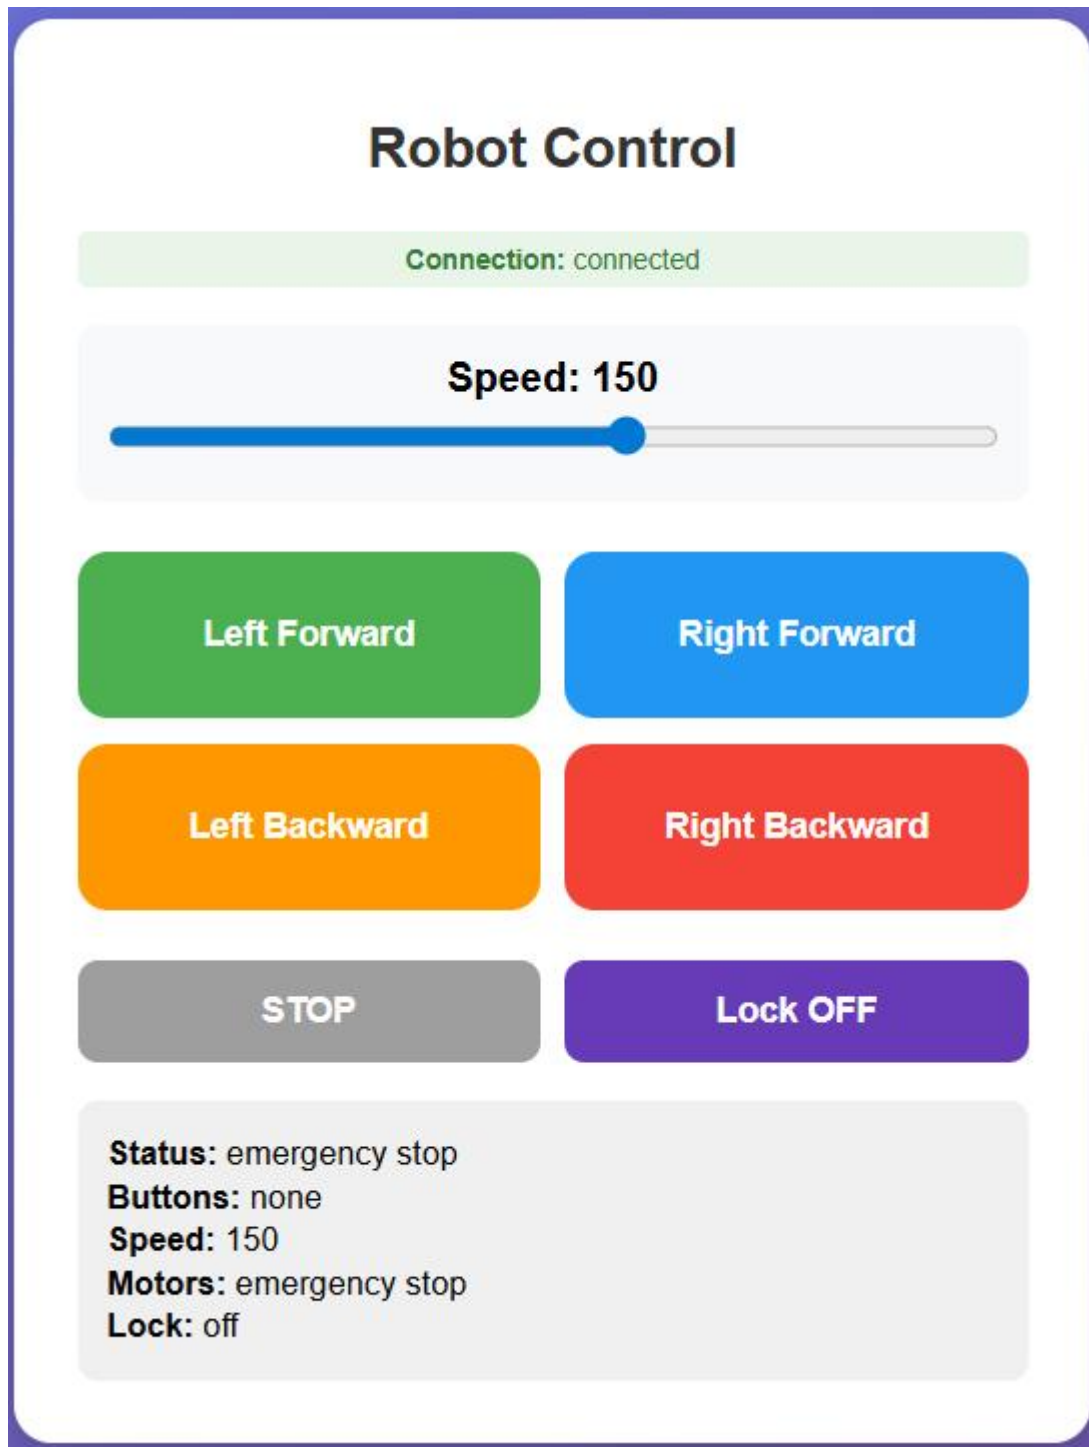 Robot Control
Connection: connected
Speed: 150
Left Forward
Right Forward
Left Backward
Right Backward
STOP
Lock OFF
Status: emergency stop
Buttons: none
Speed: 150
Motors: emergency stop
Lock: off